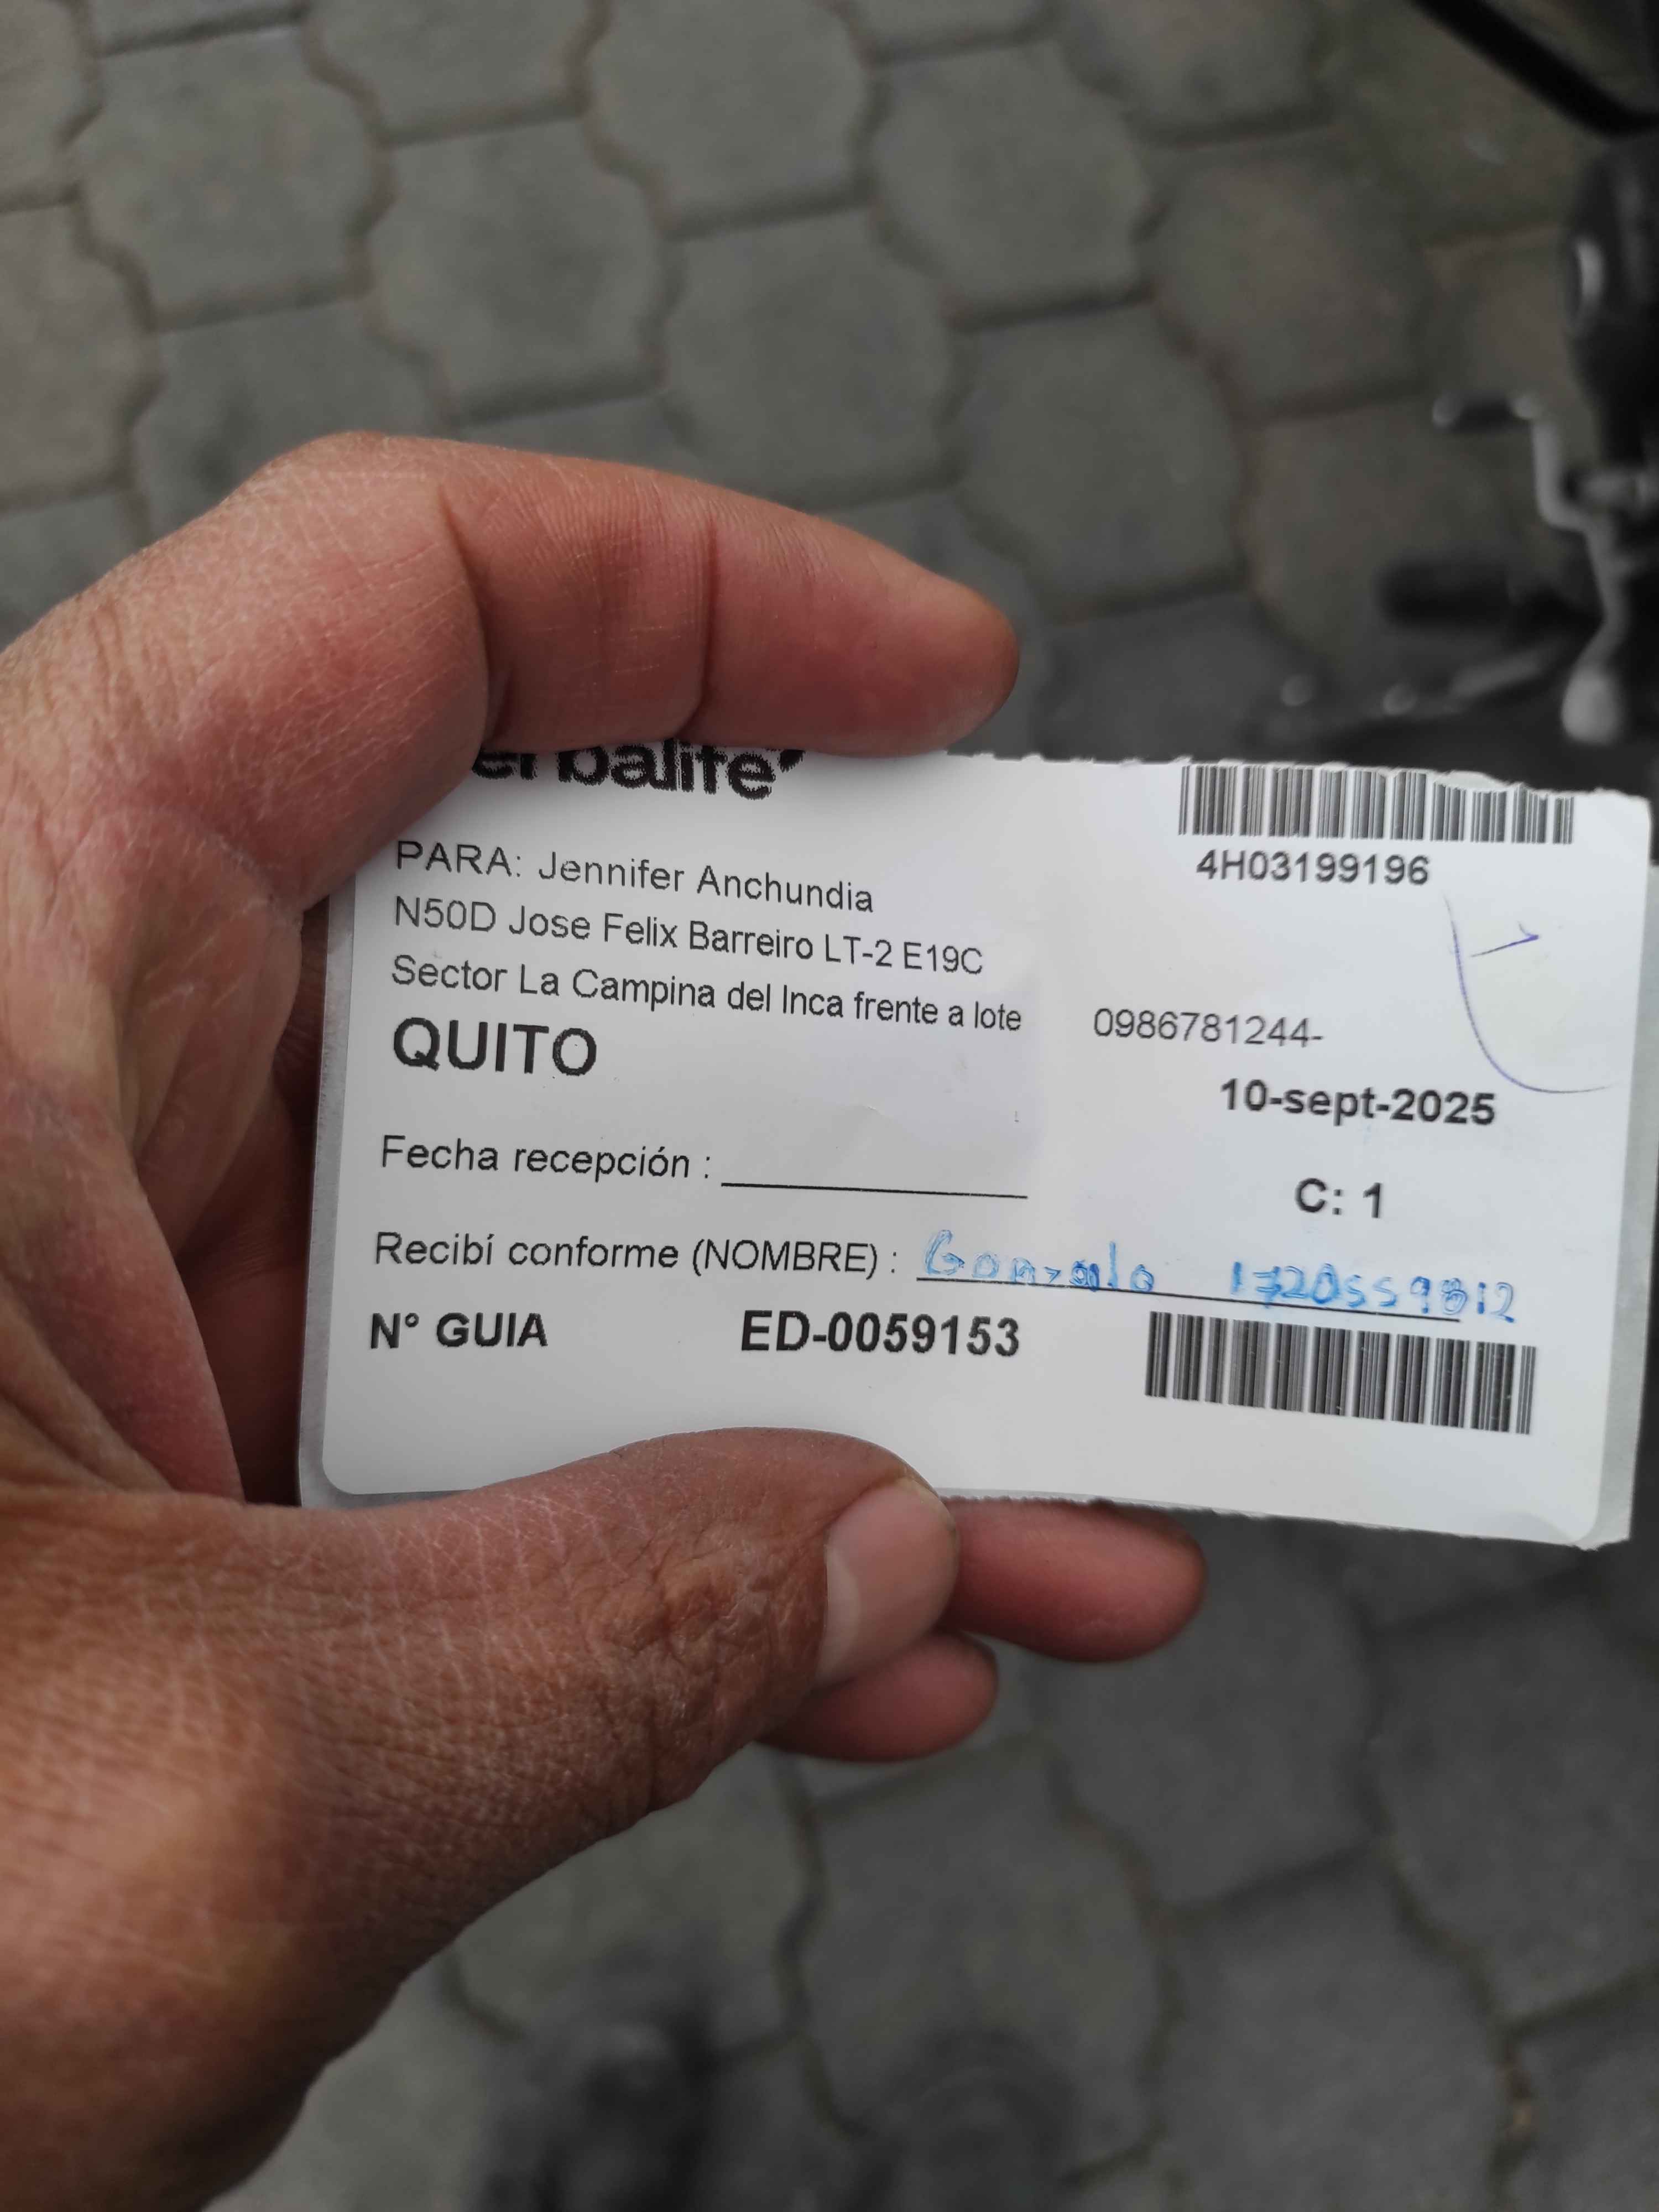 erbalife
4H03199196
PARA: Jennifer Anchundia
N50D Jose Felix Barreiro LT-2 E19C
Sector La Campina del Inca frente a lote
0986781244-
QUITO
10-sept-2025
Fecha recepción :
C: 1
Recibí conforme (NOMBRE) : Gonzalo
N° GUIA ED-0059153